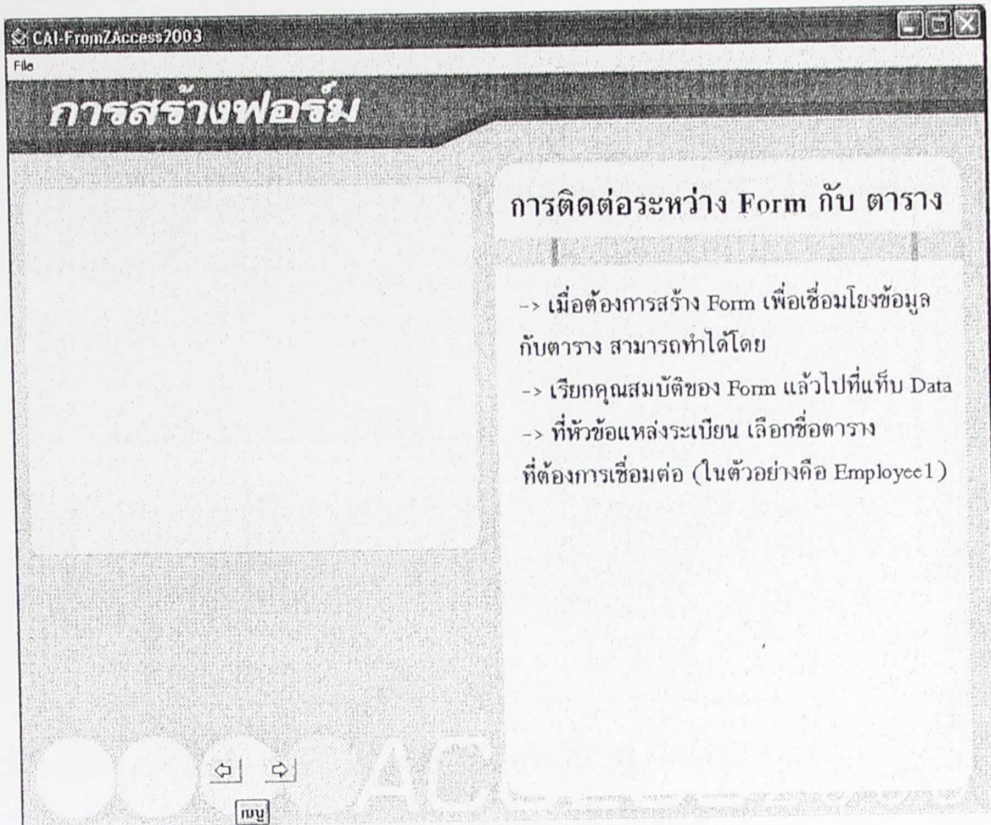 CAI-FromZAccess2003
File
การสร้างฟอร์ม
การติดต่อระหว่าง Form กับ ตาราง
-> เมื่อต้องการสร้าง Form เพื่อเชื่อมโยงข้อมูล
กับตาราง สามารถทำได้โดย
-> เรียกคุณสมบัติของ Form แล้วไปที่แท็บ Data
-> ที่หัวข้อแหล่งระเบียน เลือกชื่อตาราง
ที่ต้องการเชื่อมต่อ (ในตัวอย่างคือ Employee1)
เมนู